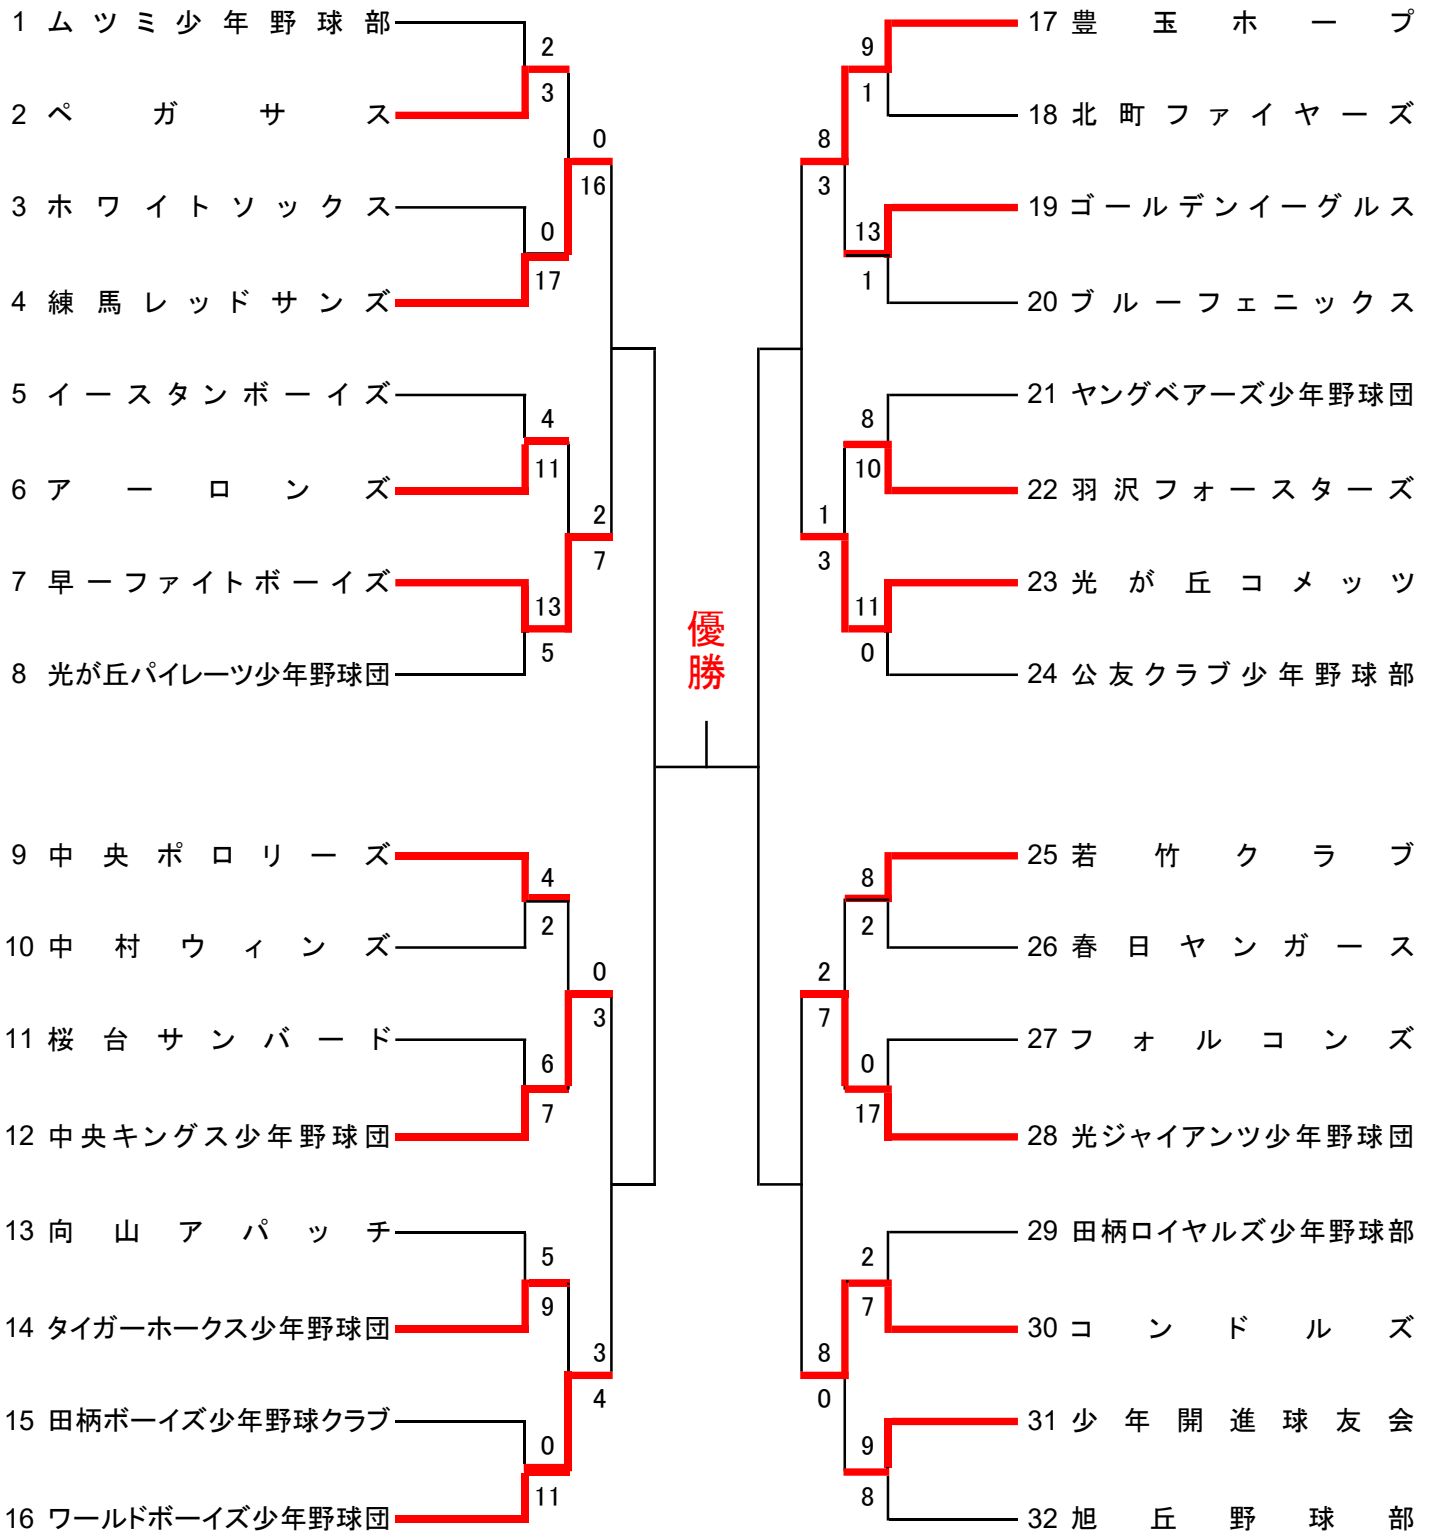 1 ムツミ少年野球部
2
3
2 ペガサス
0
16
3 ホワイトソックス
0
17
4 練馬レッドサンズ
5 イースタンボーイズ
4
11
6 アーロンズ
2
7
7 早一ファイトボーイズ
13
5
8 光が丘パイレーツ少年野球団
9 中央ポロリーズ
4
2
10 中村ウィンズ
0
3
11 桜台サンバード
6
7
12 中央キングス少年野球団
13 向山アパッチ
5
9
14 タイガーホークス少年野球団
3
4
15 田柄ボーイズ少年野球クラブ
0
11
16 ワールドボーイズ少年野球団
優
勝
17 豊玉ホープ
9
1
18 北町ファイヤーズ
8
3
19 ゴールデンイーグルス
13
1
20 ブルーフェニックス
21 ヤングベアーズ少年野球団
8
10
22 羽沢フォースターズ
1
3
23 光が丘コメッツ
11
0
24 公友クラブ少年野球部
25 若竹クラブ
8
2
26 春日ヤンガース
2
7
27 フォルコンズ
0
17
28 光ジャイアンツ少年野球団
29 田柄ロイヤルズ少年野球部
2
7
30 コンドルズ
8
0
31 少年開進球友会
9
8
32 旭丘野球部